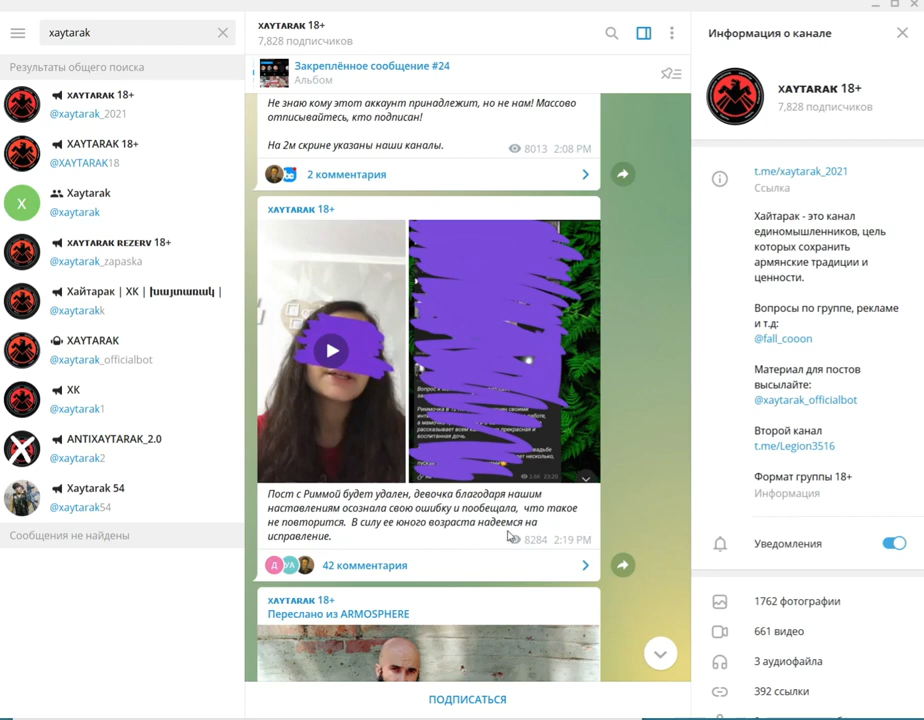 xaytarak
Результаты общего поиска
XAYTARAK 18+
@xaytarak_2021
XAYTARAK 18+
@XAYTARAK18
Xaytarak
@xaytarak
XAYTARAK REZERV 18+
@xaytarak_zapaska
Хайтарак | ХК | խայտառակ |
@xaytarakk
XAYTARAK
@xaytarak_officialbot
ХК
@xaytarak1
ANTIXAYTARAK_2.0
@xaytarak2
Xaytarak 54
@xaytarak54
Сообщения не найдены
XAYTARAK 18+
7,828 подписчиков
Закреплённое сообщение #24
Альбом
Не знаю кому этот аккаунт принадлежит, но не нам! Массово
отписывайтесь, кто подписан!
На 2м скрине указаны наши каналы.
8013 2:08 PM
2 комментария
XAYTARAK 18+
Пост с Риммой будет удален, девочка благодаря нашим
наставлениям осознала свою ошибку и пообещала, что такое
не повторится. В силу ее юного возраста надеемся на
исправление.
8284 2:19 PM
Д УА
42 комментария
XAYTARAK 18+
Переслано из ARMOSPHERE
ПОДПИСАТЬСЯ
Информация о канале
XAYTARAK 18+
7,828 подписчиков
t.me/xaytarak_2021
Ссылка
Хайтарак - это канал
единомышленников, цель
которых сохранить
армянские традиции и
ценности.
Вопросы по группе, рекламе
и т.д:
@fall_cooon
Материал для постов
высылайте:
@xaytarak_officialbot
Второй канал
t.me/Legion3516
Формат группы 18+
Информация
Уведомления
1762 фотографии
661 видео
3 аудиофайла
392 ссылки